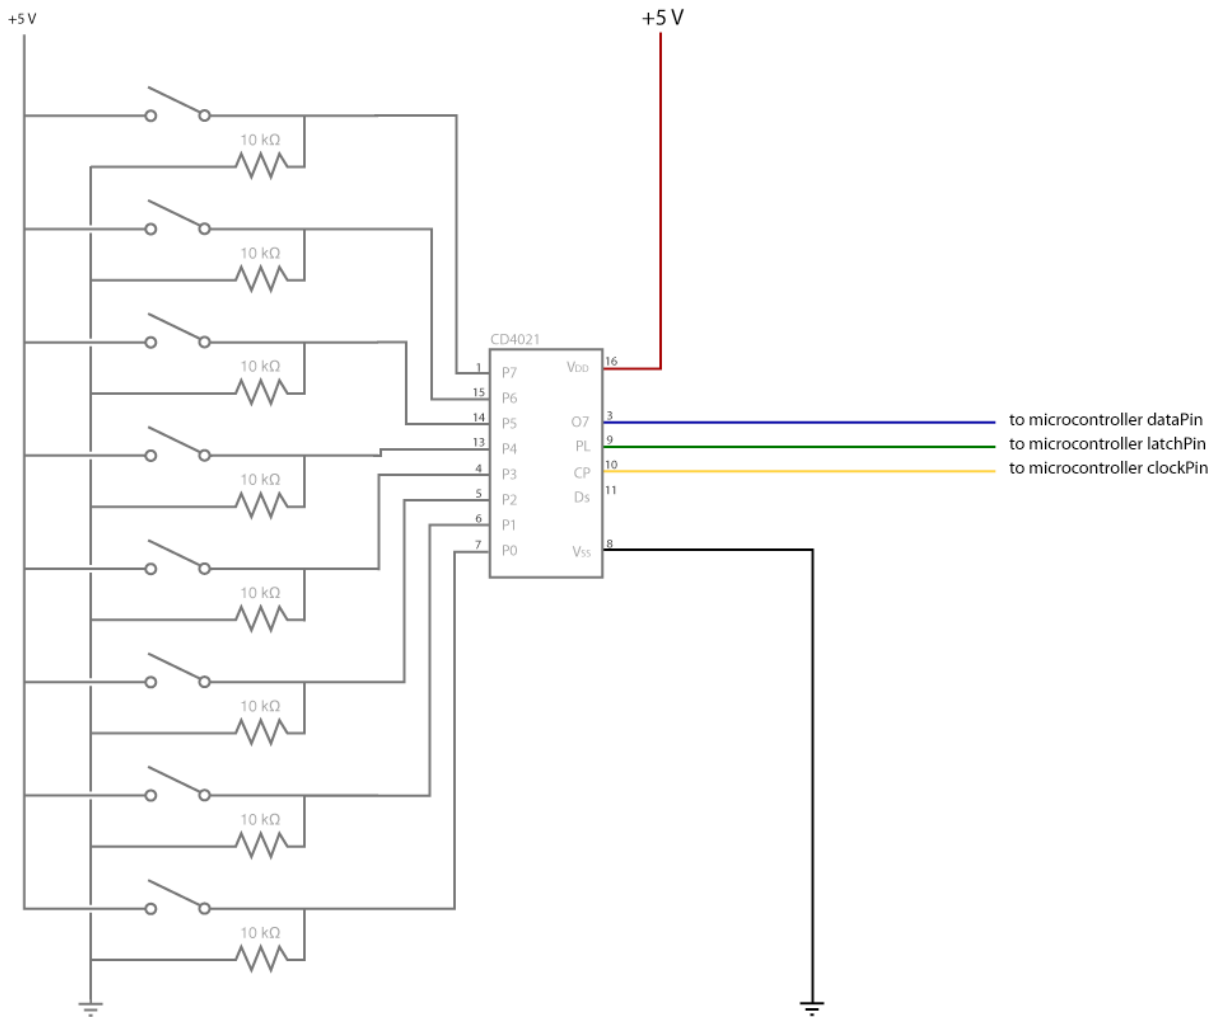 +5 V
+5 V
10 kΩ
10 kΩ
10 kΩ
10 kΩ
10 kΩ
10 kΩ
10 kΩ
10 kΩ
CD4021
1 P7
15 P6
14 P5
13 P4
4 P3
5 P2
6 P1
7 P0
VDD 16
O7 3 to microcontroller dataPin
PL 9 to microcontroller latchPin
CP 10 to microcontroller clockPin
Ds 11
Vss 8